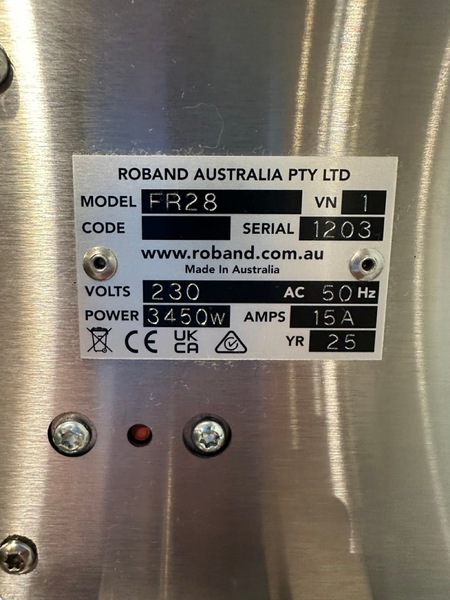 ROBAND AUSTRALIA PTY LTD
MODEL FR28 VN 1
CODE SERIAL 1203
www.roband.com.au
Made In Australia
VOLTS 230 AC 50 Hz
POWER 3450W AMPS 15A
CE UK CA YR 25